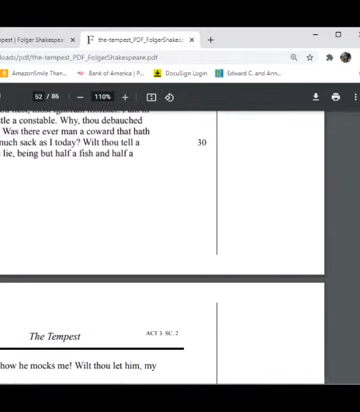 pest | Folger Shakespear
the-tempest_PDF_FolgerShakes
loads/pdf/the-tempest_PDF_FolgerShakespeare.pdf
AmazonSmile Than...
Bank of America | P...
DocuSign Login
Edward C. and Ann...
52 / 86
110%
tle a constable. Why, thou debauched
Was there ever man a coward that hath
much sack as I today? Wilt thou tell a 30
lie, being but half a fish and half a
The Tempest ACT 3. SC. 2
how he mocks me! Wilt thou let him, my